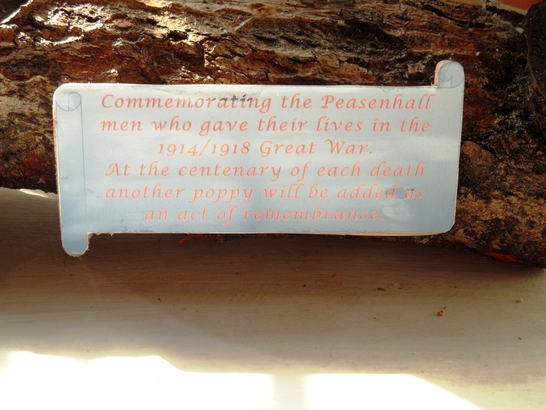 Commemorating the Peasenhall
men who gave their lives in the
1914/1918 Great War.
At the centenary of each death
another poppy will be added as
an act of remembrance